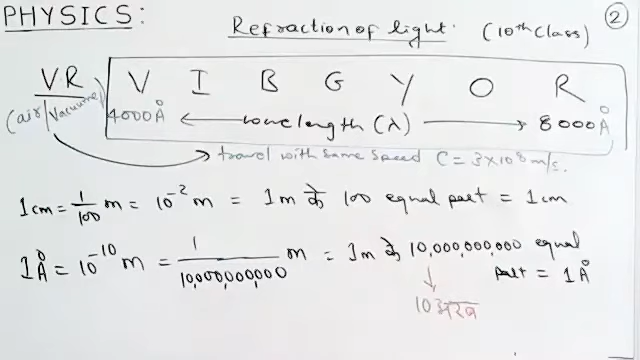 PHYSICS:
Refraction of light. (10th Class) 2
VR V I B G Y O R
(air/Vacuume) 4000Å ← wavelength (λ) → 8000Å
travel with same speed C = 3×10⁸ m/s.
1cm = 1/100 m = 10⁻² m = 1m के 100 equal part = 1cm
1Å = 10⁻¹⁰ m = 1/10,000,000,000 m = 1m के 10,000,000,000 equal
part = 1Å
10 अरब